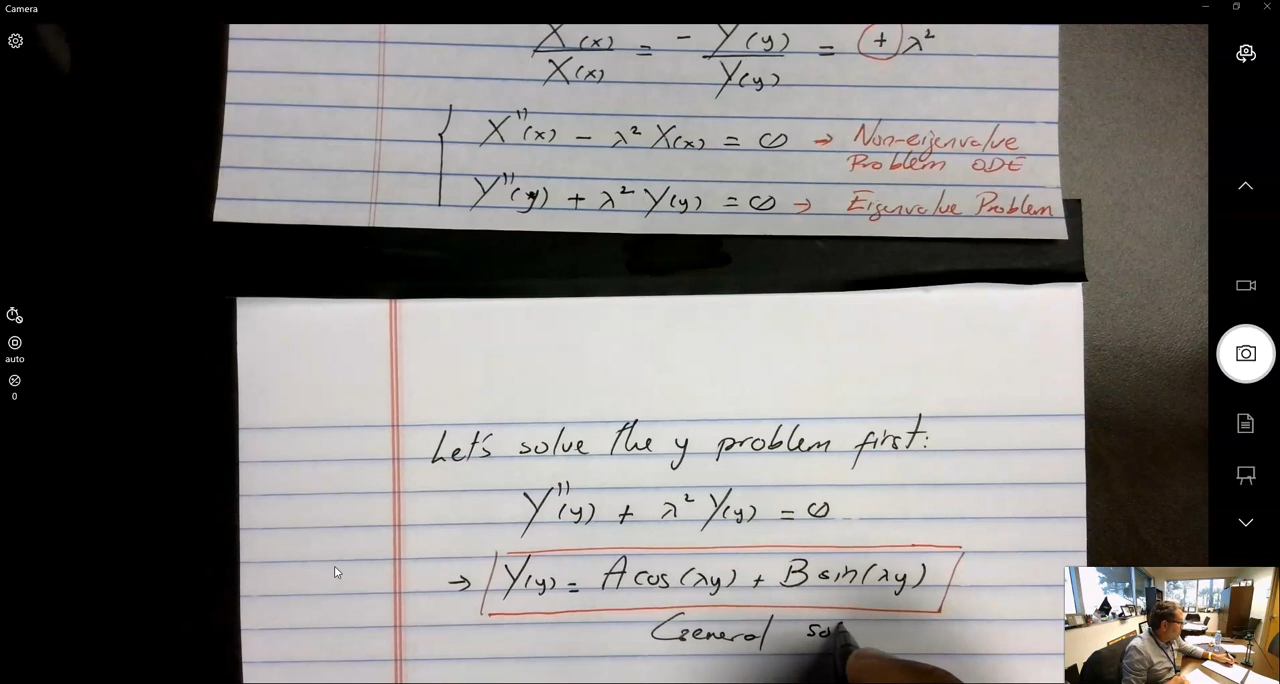 Camera
X(x) / X(x) = - Y(y) / Y(y) = + λ²
X''(x) - λ² X(x) = 0 → Non-eigenvalue
Problem ODE
Y''(y) + λ² Y(y) = 0 → Eigenvalue Problem
Let's solve the y problem first:
Y''(y) + λ² Y(y) = 0
→ Y(y) = A cos(λy) + B sin(λy)
General so
auto
0